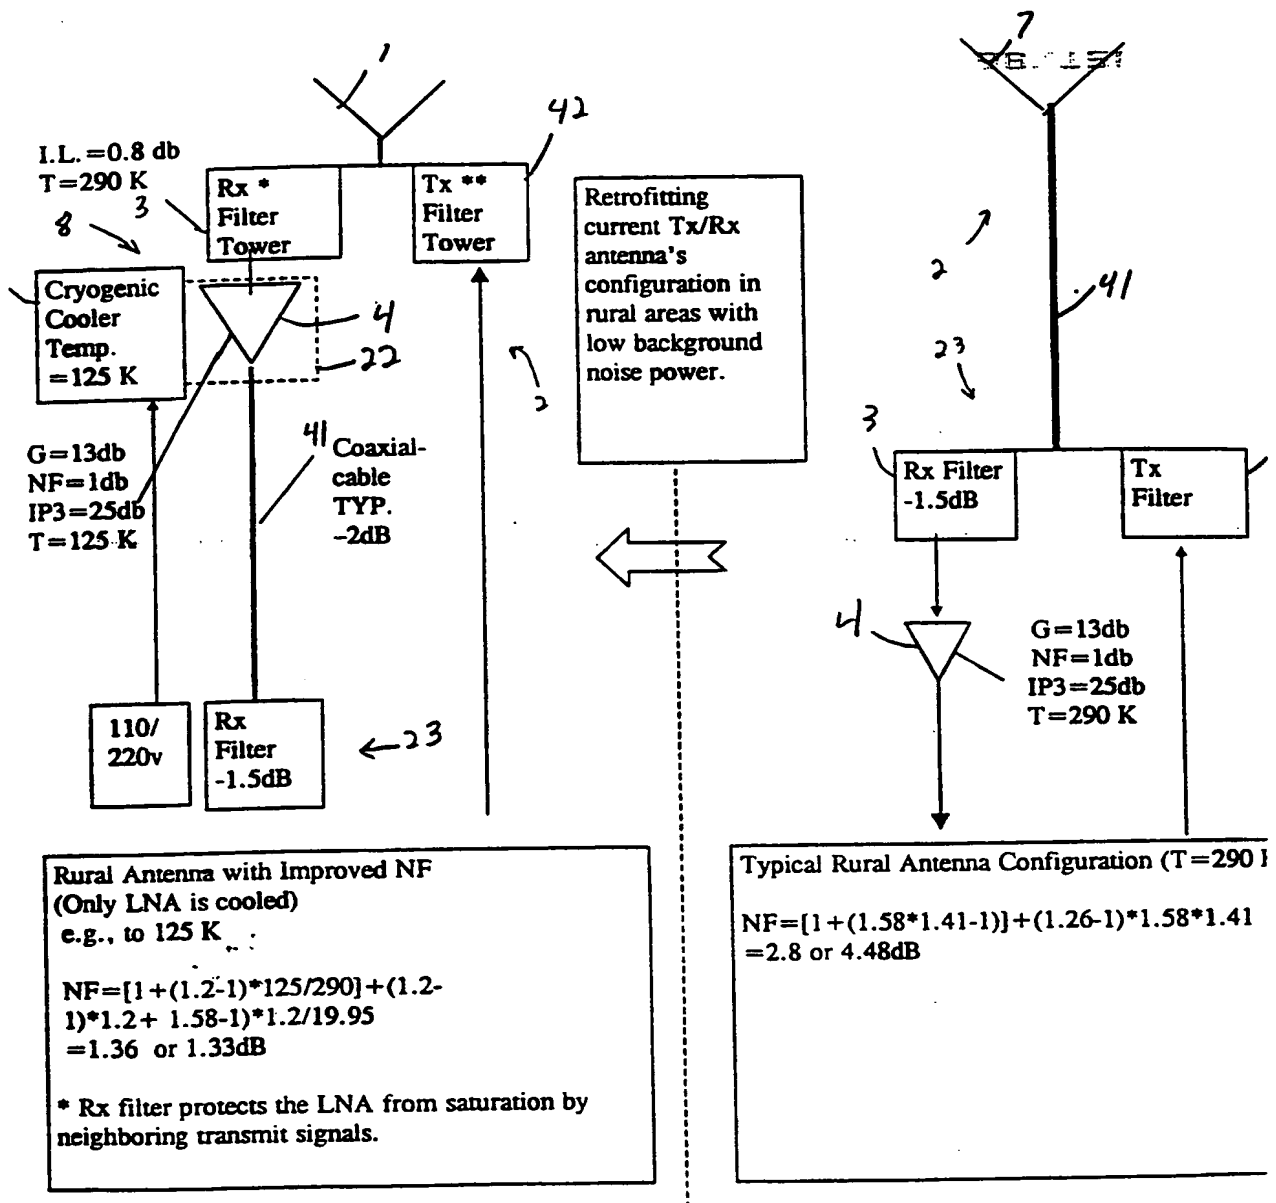 1
42
I.L.=0.8 db
T=290 K
3
8
Rx *
Filter
Tower
Tx **
Filter
Tower
Cryogenic
Cooler
Temp.
=125 K
4
22
2
G=13db
NF=1db
IP3=25db
T=125 K
41
Coaxial-
cable
TYP.
-2dB
110/
220v
Rx
Filter
-1.5dB
23
Rural Antenna with Improved NF
(Only LNA is cooled)
e.g., to 125 K
NF=[1+(1.2-1)*125/290]+(1.2-
1)*1.2+ 1.58-1)*1.2/19.95
=1.36 or 1.33dB
* Rx filter protects the LNA from saturation by
neighboring transmit signals.
Retrofitting
current Tx/Rx
antenna's
configuration in
rural areas with
low background
noise power.
7
2
41
23
3
Rx Filter
-1.5dB
Tx
Filter
4
G=13db
NF=1db
IP3=25db
T=290 K
Typical Rural Antenna Configuration (T=290
NF=[1+(1.58*1.41-1)]+(1.26-1)*1.58*1.41
=2.8 or 4.48dB